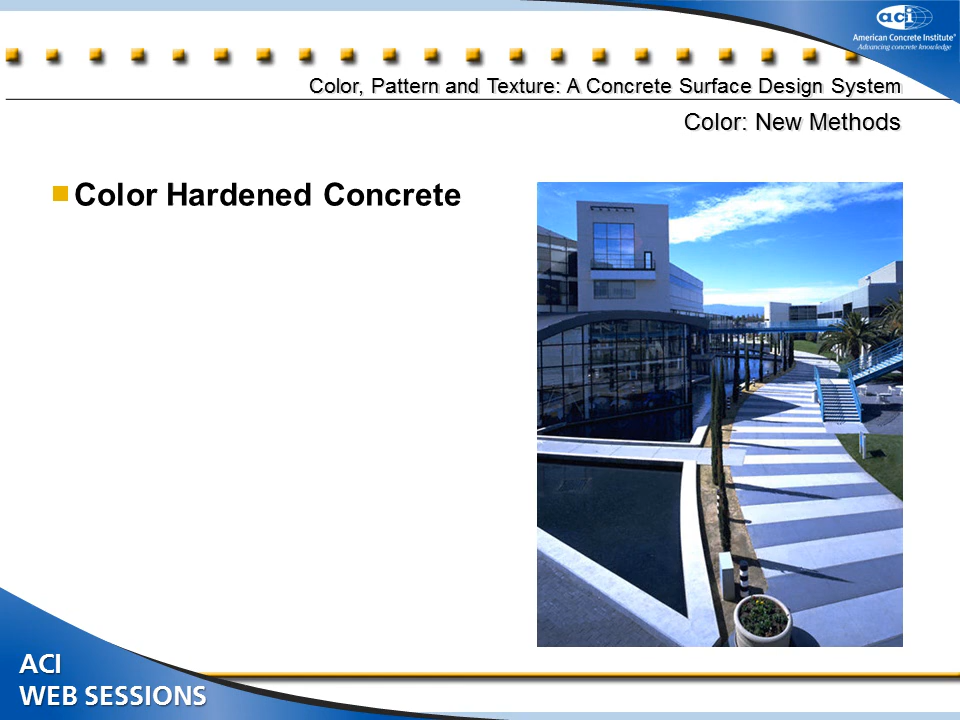 aci
American Concrete Institute®
Advancing concrete knowledge
Color, Pattern and Texture: A Concrete Surface Design System
Color: New Methods
Color Hardened Concrete
ACI
WEB SESSIONS